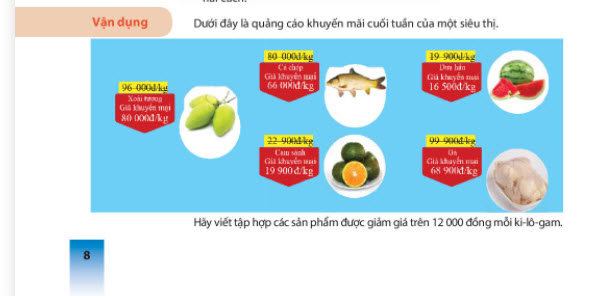 Vận dụng
Dưới đây là quảng cáo khuyến mãi cuối tuần của một siêu thị.
96 000đ/kg
Xoài tượng
Giá khuyến mại
80 000đ/kg
80 000đ/kg
Cá chép
Giá khuyến mại
66 000đ/kg
19 900đ/kg
Dưa hấu
Giá khuyến mại
16 500đ/kg
22 900đ/kg
Cam sành
Giá khuyến mại
19 900đ/kg
99 900đ/kg
Gà
Giá khuyến mại
68 900đ/kg
Hãy viết tập hợp các sản phẩm được giảm giá trên 12 000 đồng mỗi ki-lô-gam.
8